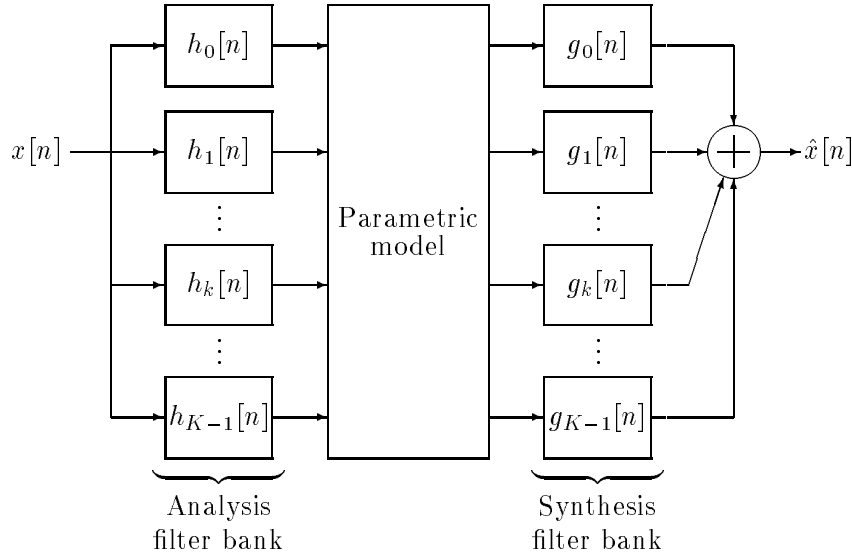 h_0[n] g_0[n]
x[n] h_1[n] g_1[n] + x̂[n]
⋮ ⋮
Parametric
model
h_k[n] g_k[n]
⋮ ⋮
h_{K−1}[n] g_{K−1}[n]
Analysis
filter bank
Synthesis
filter bank